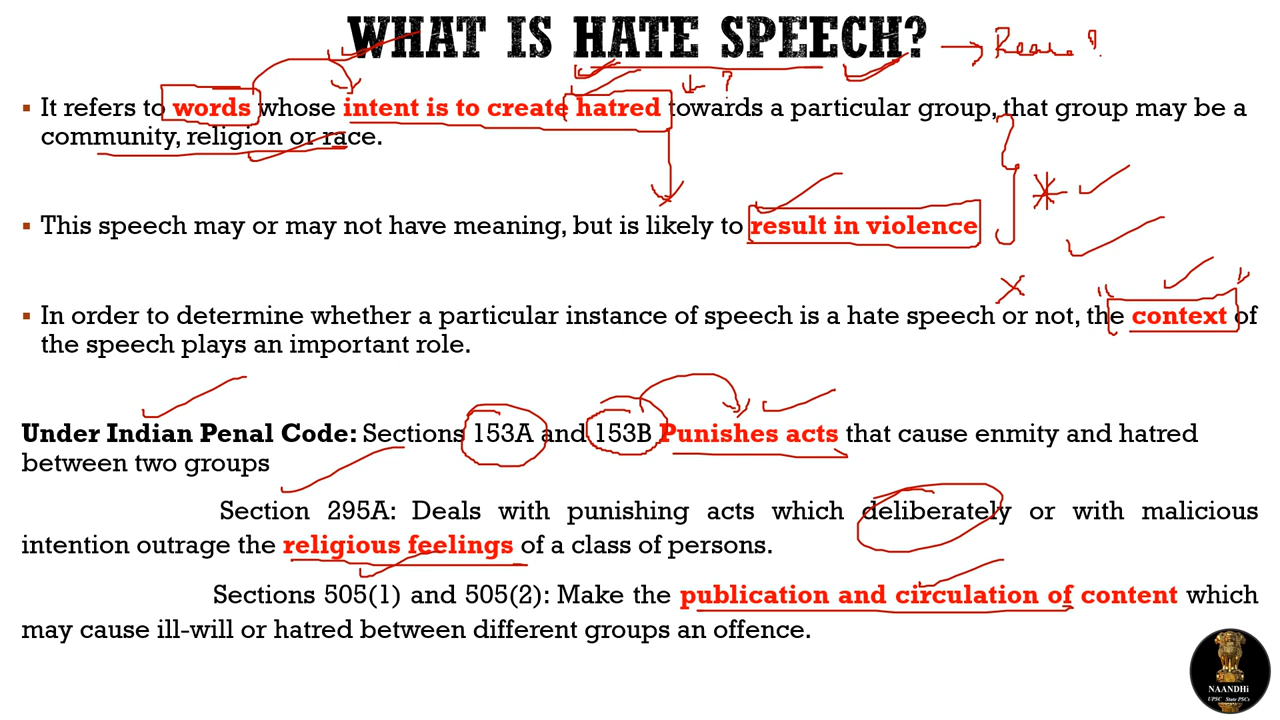 WHAT IS HATE SPEECH?
▪ It refers to words whose intent is to create hatred towards a particular group, that group may be a
community, religion or race.
▪ This speech may or may not have meaning, but is likely to result in violence
▪ In order to determine whether a particular instance of speech is a hate speech or not, the context of
the speech plays an important role.
Under Indian Penal Code: Sections 153A and 153B Punishes acts that cause enmity and hatred
between two groups
Section 295A: Deals with punishing acts which deliberately or with malicious
intention outrage the religious feelings of a class of persons.
Sections 505(1) and 505(2): Make the publication and circulation of content which
may cause ill-will or hatred between different groups an offence.
NAANDHi
UPSC State PSCs